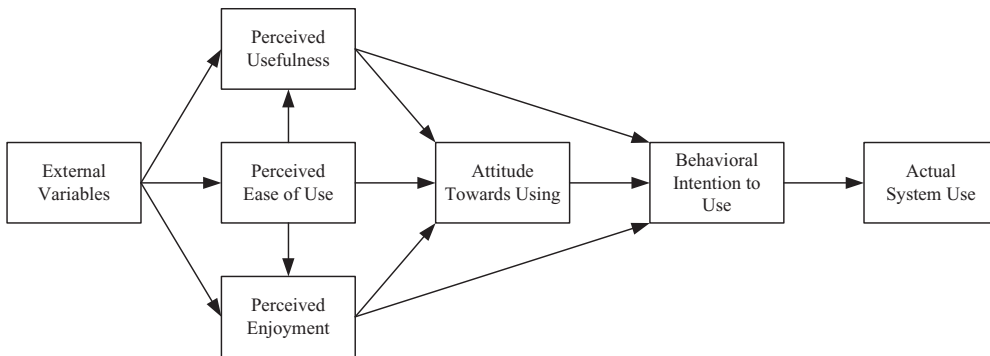 Perceived
Usefulness
External
Variables
Perceived
Ease of Use
Attitude
Towards Using
Behavioral
Intention to
Use
Actual
System Use
Perceived
Enjoyment